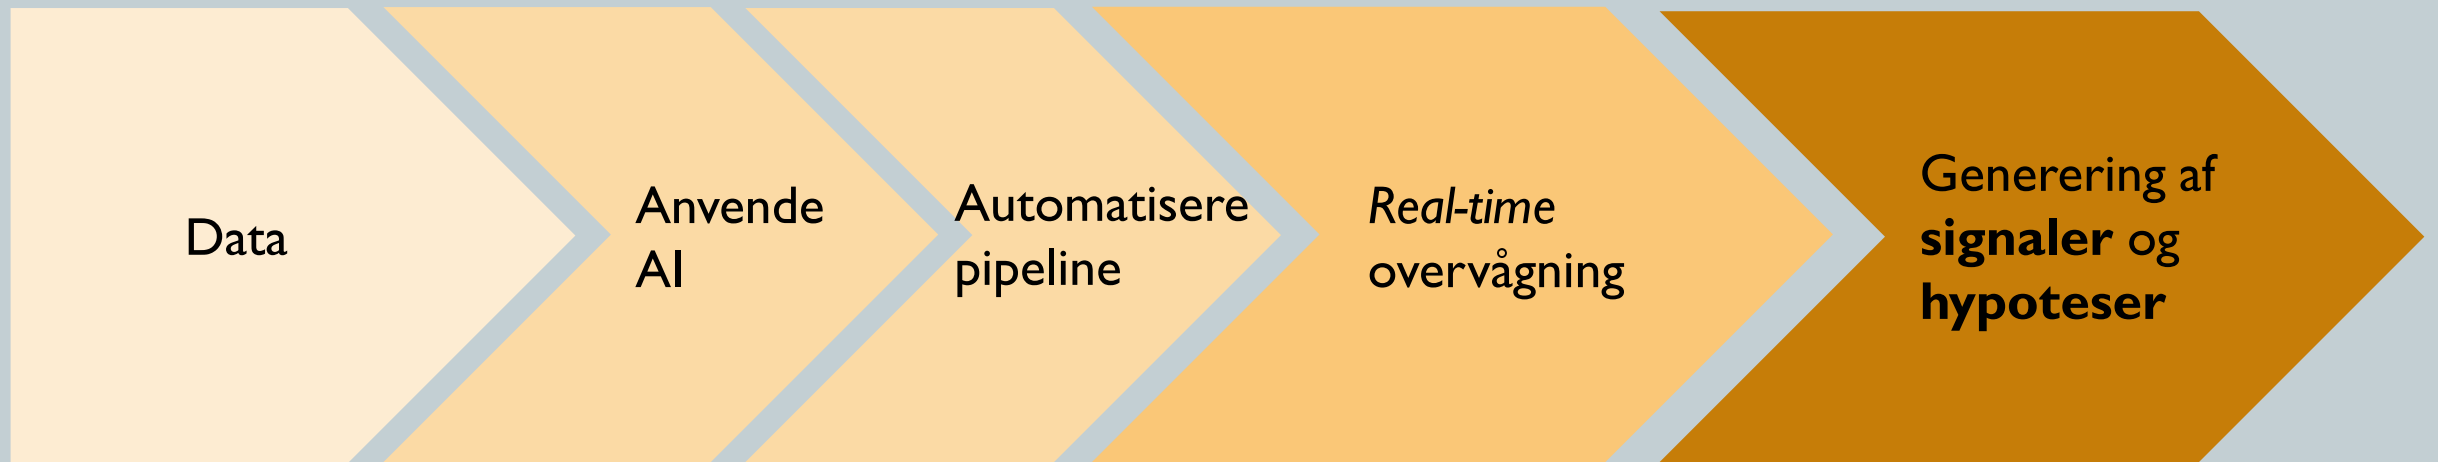 Data
Anvende
AI
Automatisere
pipeline
Real-time
overvågning
Generering af
signaler og
hypoteser